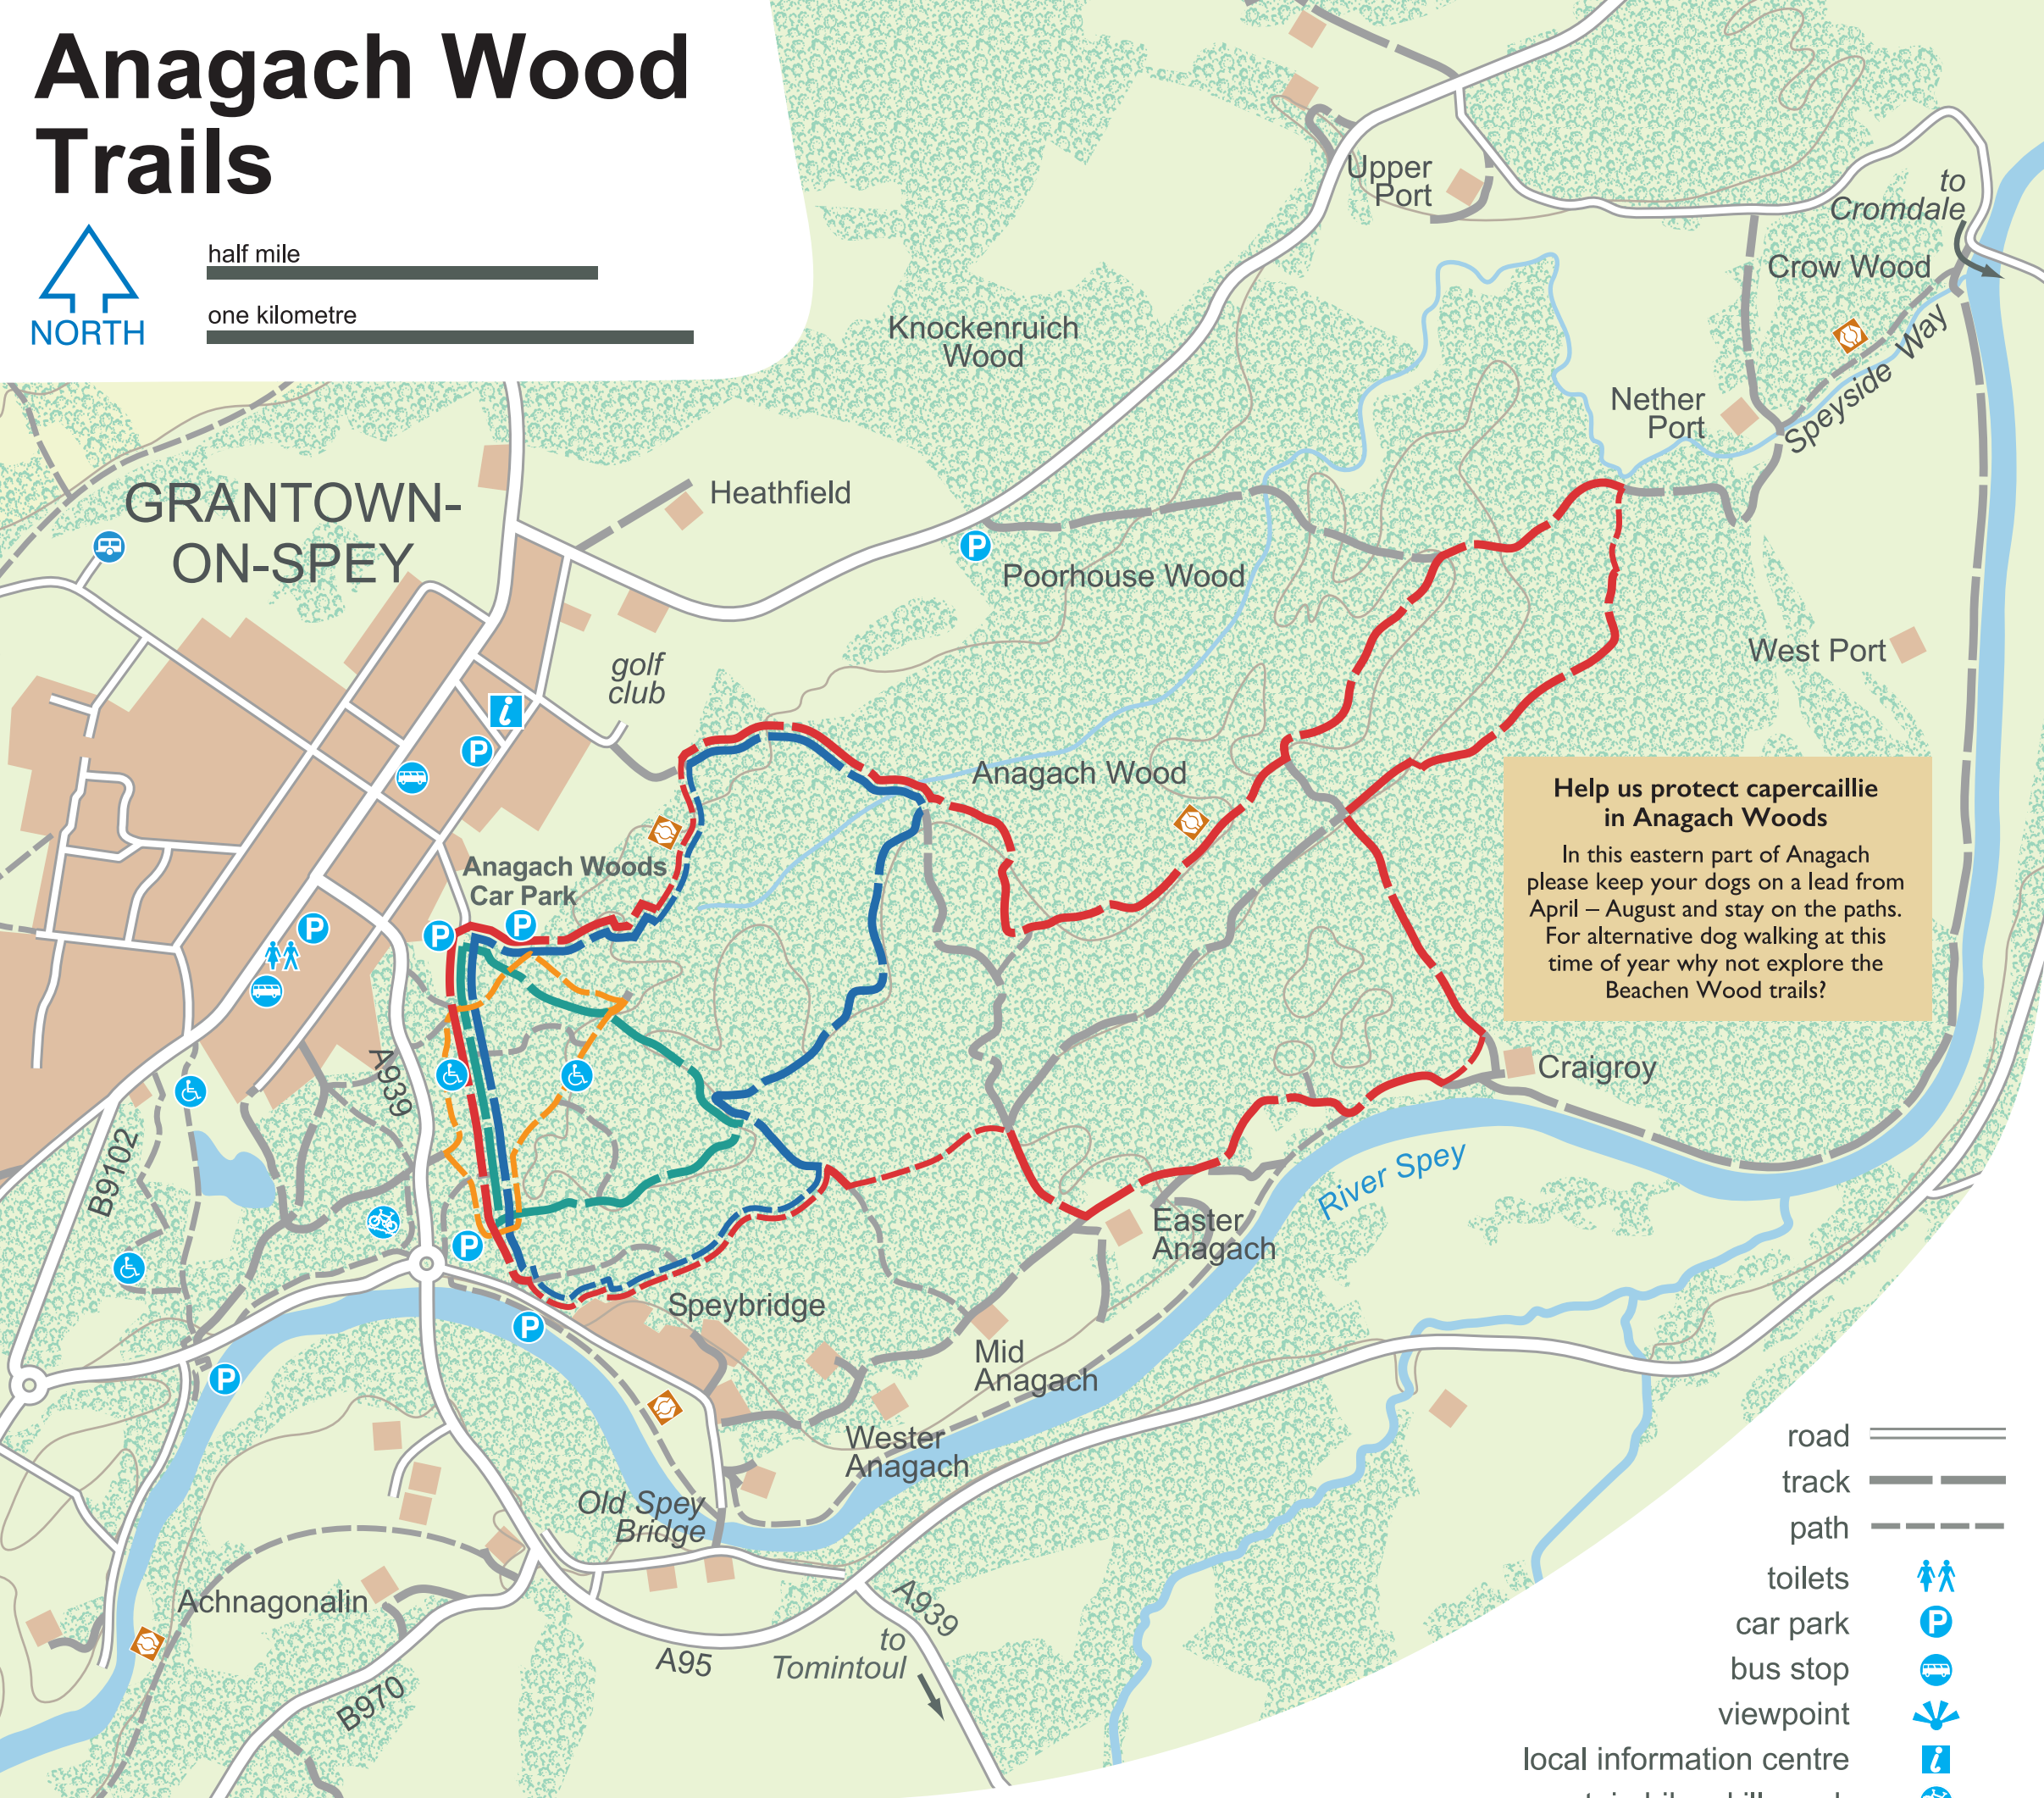 Anagach Wood
Trails
half mile
one kilometre
NORTH
Upper
Port
to
Cromdale
Crow Wood
Knockenruich
Wood
Speyside Way
Nether
Port
GRANTOWN-
ON-SPEY
Heathfield
P
Poorhouse Wood
golf
club
West Port
i
P
Anagach Wood
Help us protect capercaillie
in Anagach Woods
In this eastern part of Anagach
please keep your dogs on a lead from
April – August and stay on the paths.
For alternative dog walking at this
time of year why not explore the
Beachen Wood trails?
Anagach Woods
Car Park
P
P
P
A939
Craigroy
B9102
River Spey
Easter
Anagach
P
Speybridge
P
Mid
Anagach
P
Wester
Anagach
Old Spey
Bridge
Achnagonalin
A939
to
Tomintoul
A95
B970
road
track
path
toilets
car park P
bus stop
viewpoint
local information centre i